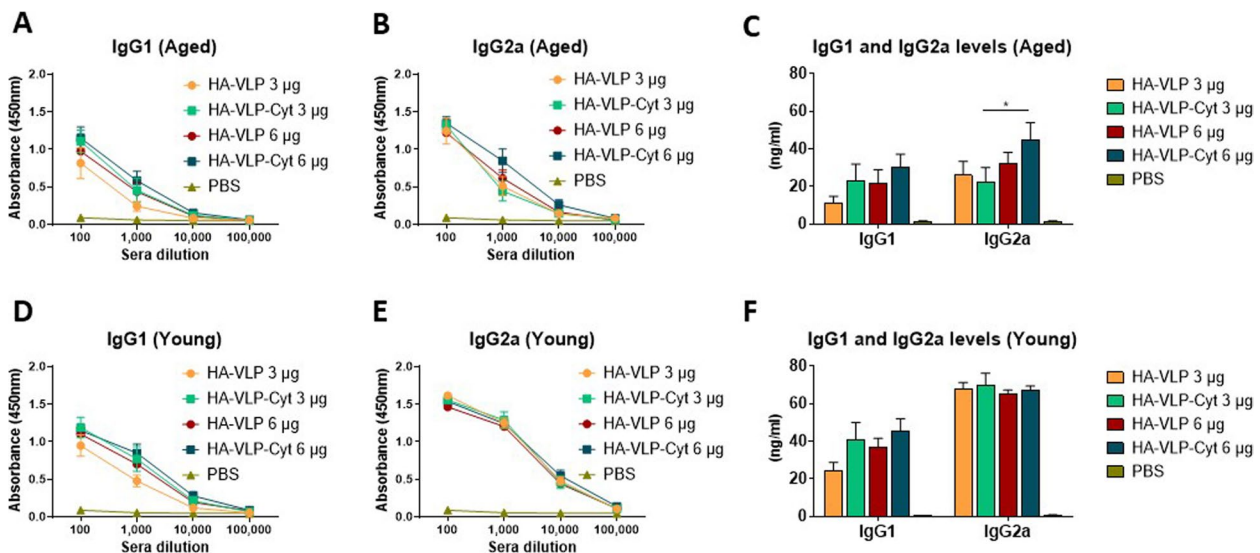 A
IgG1 (Aged)
Absorbance (450nm)
2.0
1.5
1.0
0.5
0.0
100 1,000 10,000 100,000
Sera dilution
HA-VLP 3 µg
HA-VLP-Cyt 3 µg
HA-VLP 6 µg
HA-VLP-Cyt 6 µg
PBS
B
IgG2a (Aged)
Absorbance (450nm)
2.0
1.5
1.0
0.5
0.0
100 1,000 10,000 100,000
Sera dilution
HA-VLP 3 µg
HA-VLP-Cyt 3 µg
HA-VLP 6 µg
HA-VLP-Cyt 6 µg
PBS
C
IgG1 and IgG2a levels (Aged)
(ng/ml)
80
60
40
20
0
*
IgG1 IgG2a
HA-VLP 3 µg
HA-VLP-Cyt 3 µg
HA-VLP 6 µg
HA-VLP-Cyt 6 µg
PBS
D
IgG1 (Young)
Absorbance (450nm)
2.0
1.5
1.0
0.5
0.0
100 1,000 10,000 100,000
Sera dilution
HA-VLP 3 µg
HA-VLP-Cyt 3 µg
HA-VLP 6 µg
HA-VLP-Cyt 6 µg
PBS
E
IgG2a (Young)
Absorbance (450nm)
2.0
1.5
1.0
0.5
0.0
100 1,000 10,000 100,000
Sera dilution
HA-VLP 3 µg
HA-VLP-Cyt 3 µg
HA-VLP 6 µg
HA-VLP-Cyt 6 µg
PBS
F
IgG1 and IgG2a levels (Young)
(ng/ml)
80
60
40
20
0
IgG1 IgG2a
HA-VLP 3 µg
HA-VLP-Cyt 3 µg
HA-VLP 6 µg
HA-VLP-Cyt 6 µg
PBS